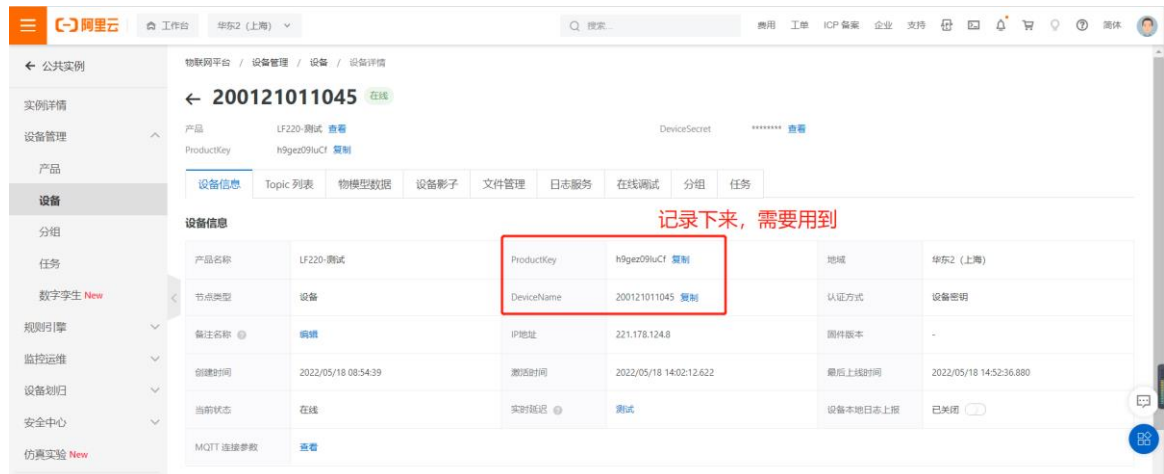 阿里云 工作台 华东2（上海） 搜索... 费用 工单 ICP 备案 企业 支持 简体
公共实例
物联网平台 / 设备管理 / 设备 / 设备详情
200121011045 在线
实例详情
设备管理
产品
设备
分组
任务
数字孪生 New
规则引擎
监控运维
设备划归
安全中心
仿真实验 New
产品 LF220-测试 查看 DeviceSecret ******** 查看
ProductKey h9gez09IuCf 复制
设备信息 Topic 列表 物模型数据 设备影子 文件管理 日志服务 在线调试 分组 任务
设备信息
记录下来，需要用到
产品名称 LF220-测试 ProductKey h9gez09IuCf 复制 地域 华东2（上海）
节点类型 设备 DeviceName 200121011045 复制 认证方式 设备密钥
备注名称 编辑 IP地址 221.178.124.8 固件版本 -
创建时间 2022/05/18 08:54:39 激活时间 2022/05/18 14:02:12.622 最后上线时间 2022/05/18 14:52:36.880
当前状态 在线 实时延迟 测试 设备本地日志上报 已关闭
MQTT 连接参数 查看